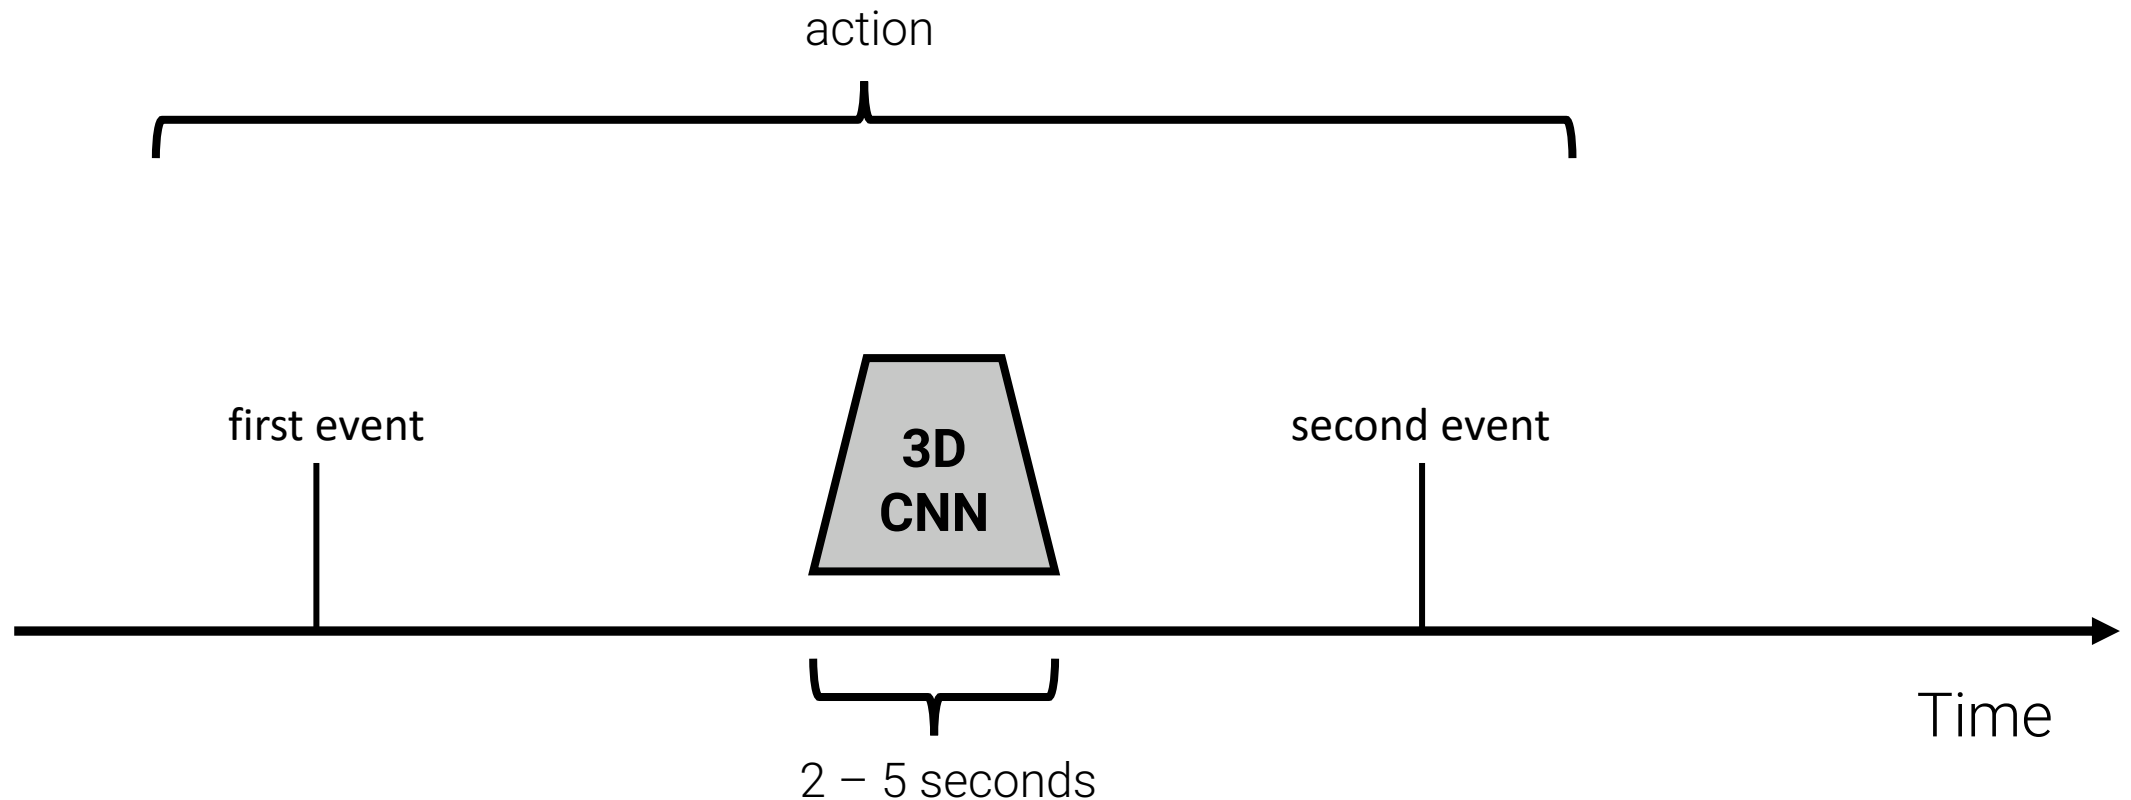 action
first event
3D
CNN
second event
Time
2 – 5 seconds